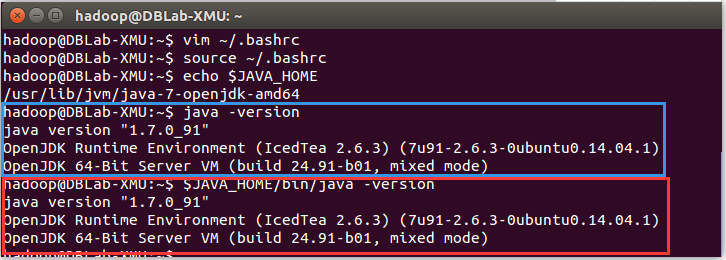 hadoop@DBLab-XMU: ~
hadoop@DBLab-XMU:~$ vim ~/.bashrc
hadoop@DBLab-XMU:~$ source ~/.bashrc
hadoop@DBLab-XMU:~$ echo $JAVA_HOME
/usr/lib/jvm/java-7-openjdk-amd64
hadoop@DBLab-XMU:~$ java -version
java version "1.7.0_91"
OpenJDK Runtime Environment (IcedTea 2.6.3) (7u91-2.6.3-0ubuntu0.14.04.1)
OpenJDK 64-Bit Server VM (build 24.91-b01, mixed mode)
hadoop@DBLab-XMU:~$ $JAVA_HOME/bin/java -version
java version "1.7.0_91"
OpenJDK Runtime Environment (IcedTea 2.6.3) (7u91-2.6.3-0ubuntu0.14.04.1)
OpenJDK 64-Bit Server VM (build 24.91-b01, mixed mode)
hadoop@DBLab-XMU:~$